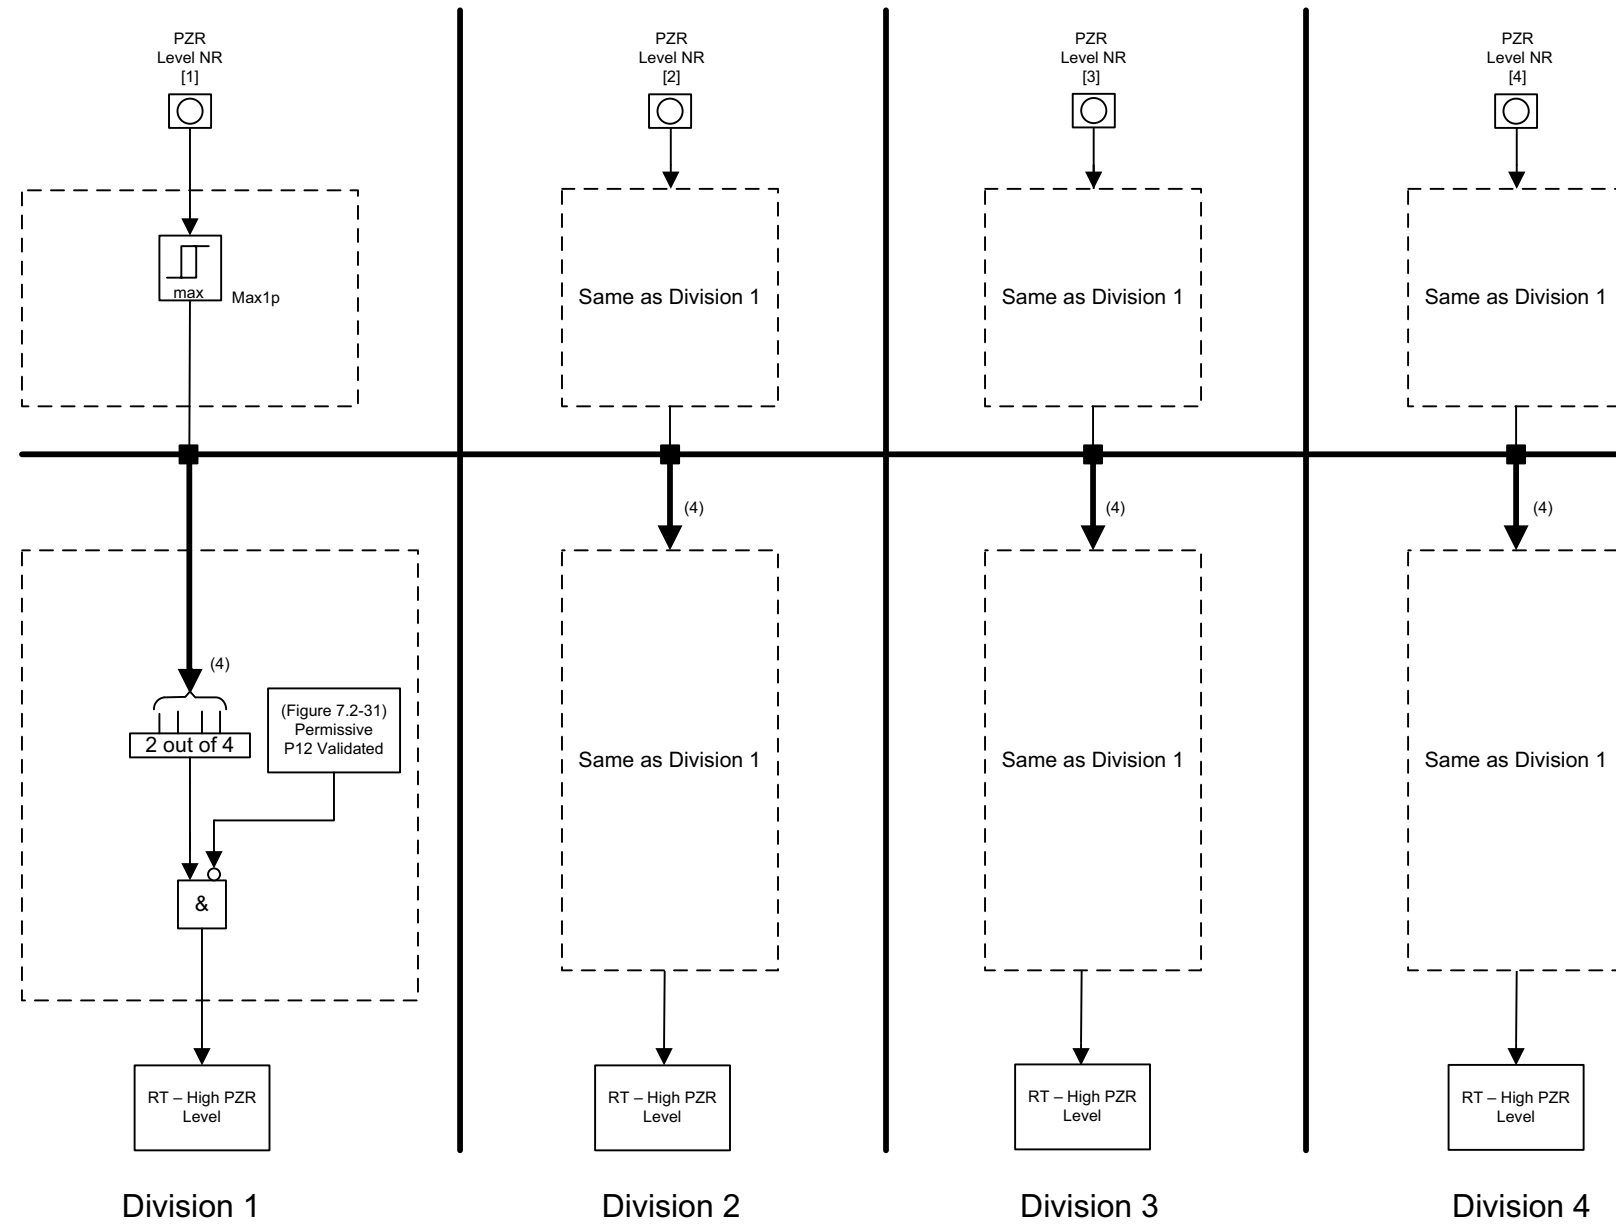 PZR
Level NR
[1]
PZR
Level NR
[2]
PZR
Level NR
[3]
PZR
Level NR
[4]
max
Max1p
Same as Division 1
Same as Division 1
Same as Division 1
(4)
(4)
(4)
(4)
2 out of 4
(Figure 7.2-31)
Permissive
P12 Validated
&
Same as Division 1
Same as Division 1
Same as Division 1
RT – High PZR
Level
RT – High PZR
Level
RT – High PZR
Level
RT – High PZR
Level
Division 1
Division 2
Division 3
Division 4